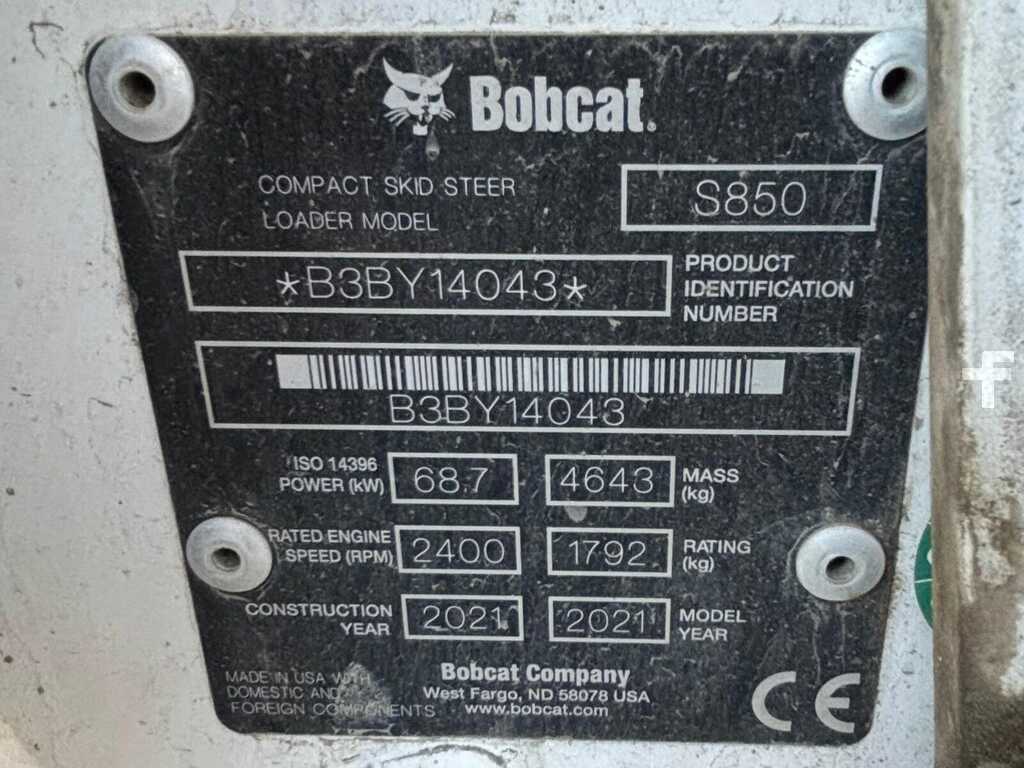 Bobcat.
COMPACT SKID STEER
LOADER MODEL
S850
*B3BY14043*
PRODUCT
IDENTIFICATION
NUMBER
B3BY14043
ISO 14396
POWER (kW)
68.7
4643
MASS
(kg)
RATED ENGINE
SPEED (RPM)
2400
1792
RATING
(kg)
CONSTRUCTION
YEAR
2021
2021
MODEL
YEAR
MADE IN USA WITH
DOMESTIC AND
FOREIGN COMPONENTS
Bobcat Company
West Fargo, ND 58078 USA
www.bobcat.com
CE